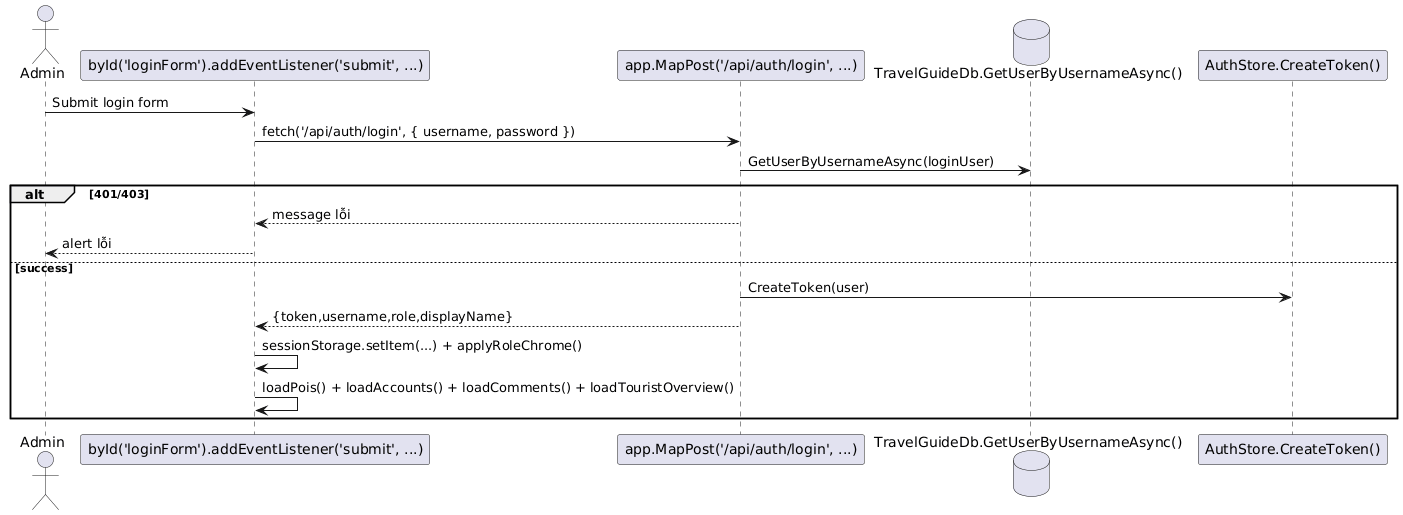 Admin
byId('loginForm').addEventListener('submit', ...)
app.MapPost('/api/auth/login', ...)
TravelGuideDb.GetUserByUsernameAsync()
AuthStore.CreateToken()
Submit login form
fetch('/api/auth/login', { username, password })
GetUserByUsernameAsync(loginUser)
alt [401/403]
message lỗi
alert lỗi
[success]
CreateToken(user)
{token,username,role,displayName}
sessionStorage.setItem(...) + applyRoleChrome()
loadPois() + loadAccounts() + loadComments() + loadTouristOverview()
Admin
byId('loginForm').addEventListener('submit', ...)
app.MapPost('/api/auth/login', ...)
TravelGuideDb.GetUserByUsernameAsync()
AuthStore.CreateToken()